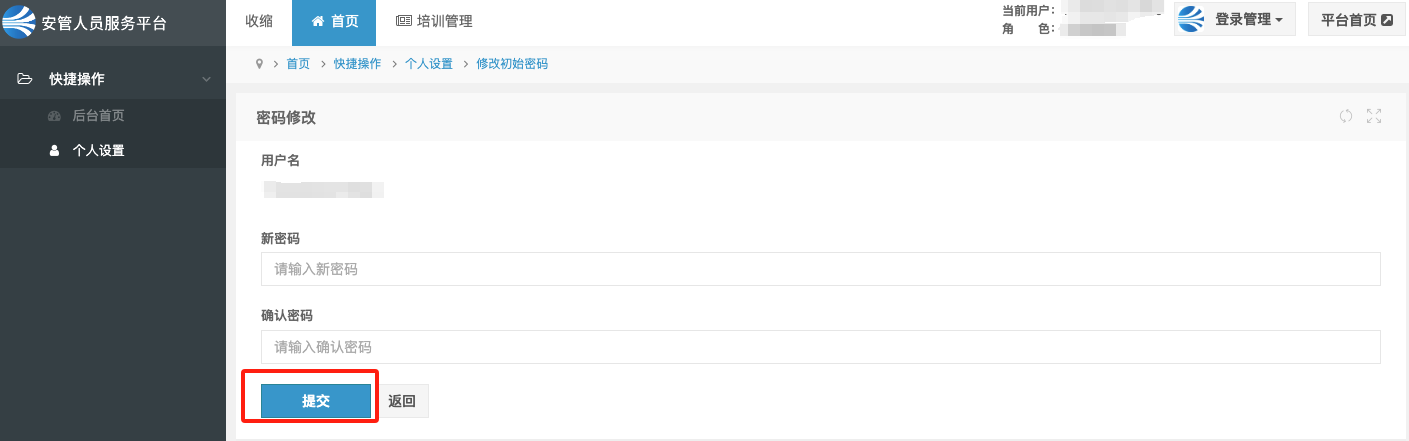 安管人员服务平台
收缩
首页
培训管理
当前用户：
角 色：
登录管理
平台首页
快捷操作
后台首页
个人设置
首页 > 快捷操作 > 个人设置 > 修改初始密码
密码修改
用户名
新密码
请输入新密码
确认密码
请输入确认密码
提交
返回